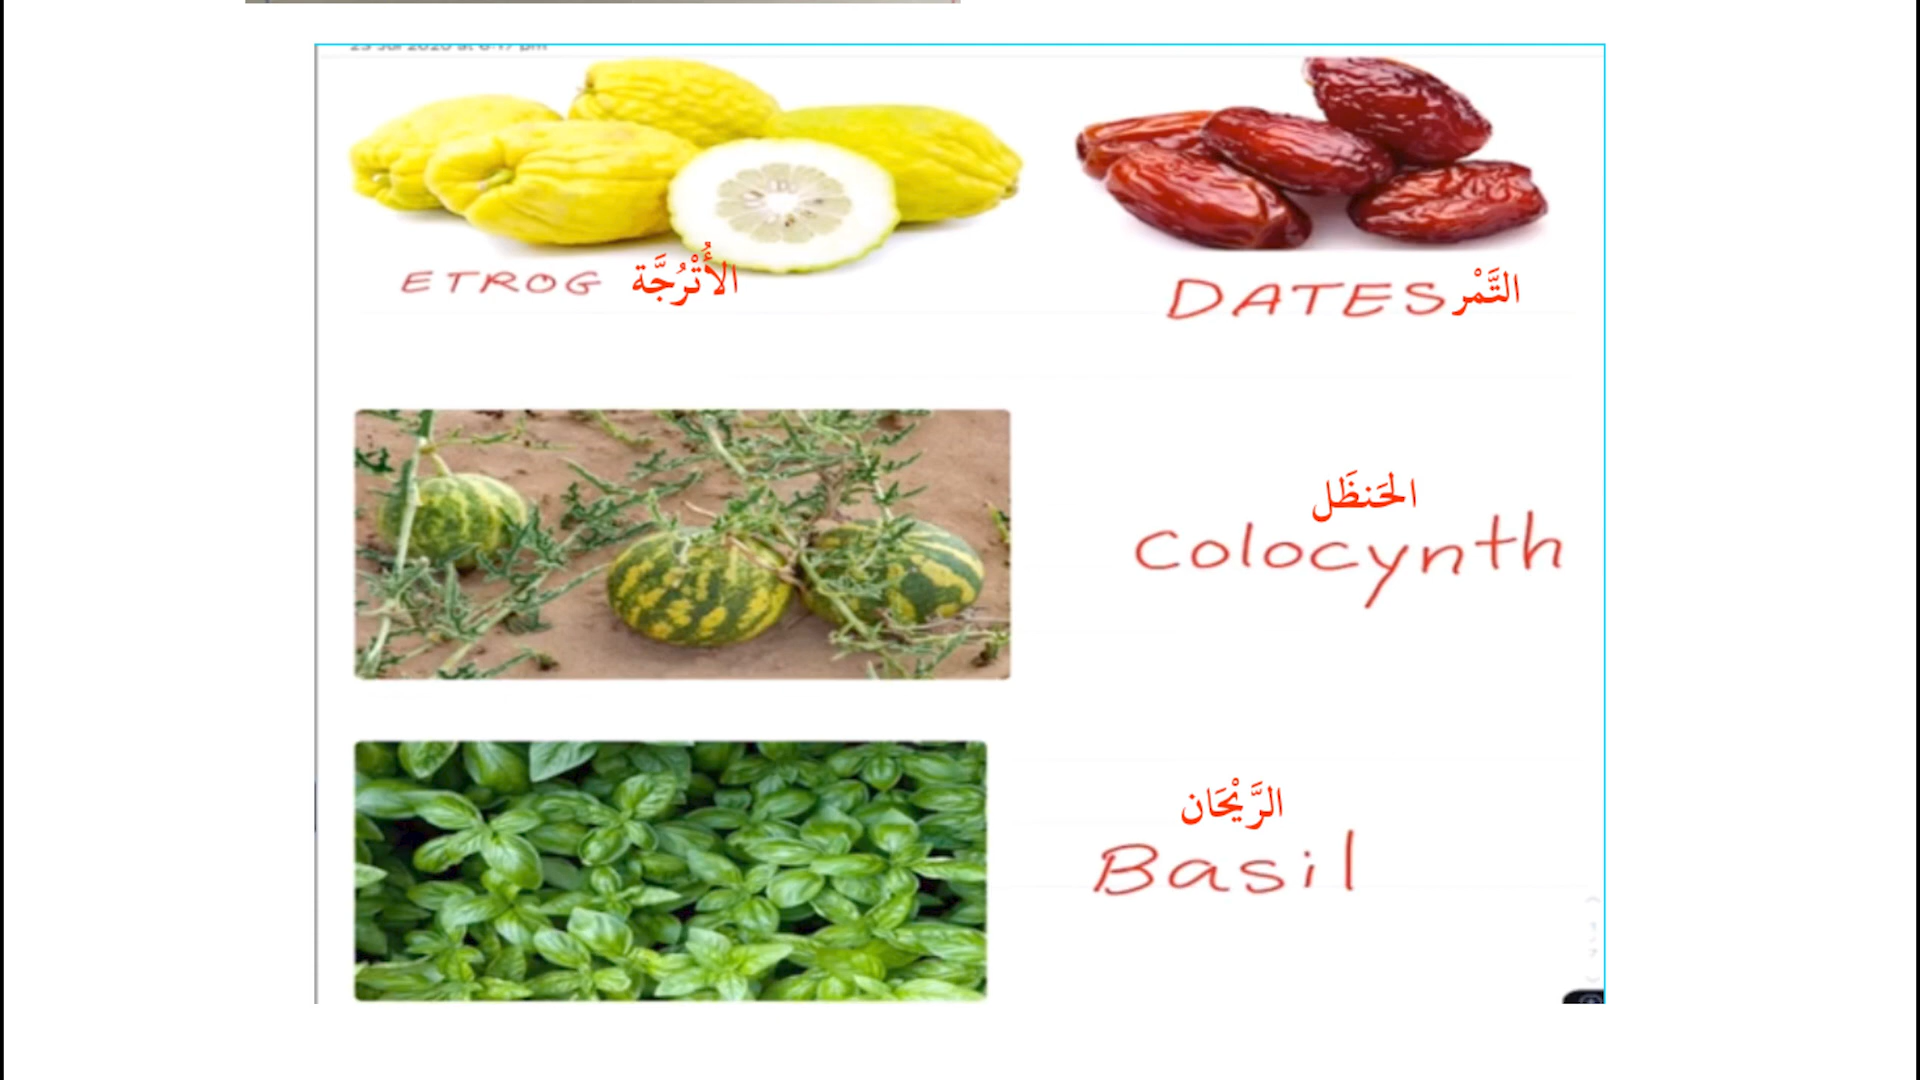 ETROG الأُتْرُجَّة
DATES التَّمْر
الحَنظَل
Colocynth
الرَّيْحَان
Basil